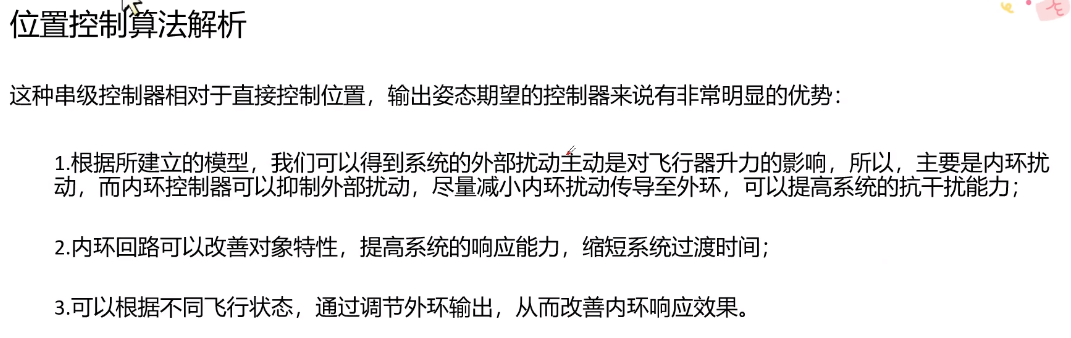 位置控制算法解析
这种串级控制器相对于直接控制位置，输出姿态期望的控制器来说有非常明显的优势：
1.根据所建立的模型，我们可以得到系统的外部扰动主动是对飞行器升力的影响，所以，主要是内环扰
动，而内环控制器可以抑制外部扰动，尽量减小内环扰动传导至外环，可以提高系统的抗干扰能力；
2.内环回路可以改善对象特性，提高系统的响应能力，缩短系统过渡时间；
3.可以根据不同飞行状态，通过调节外环输出，从而改善内环响应效果。